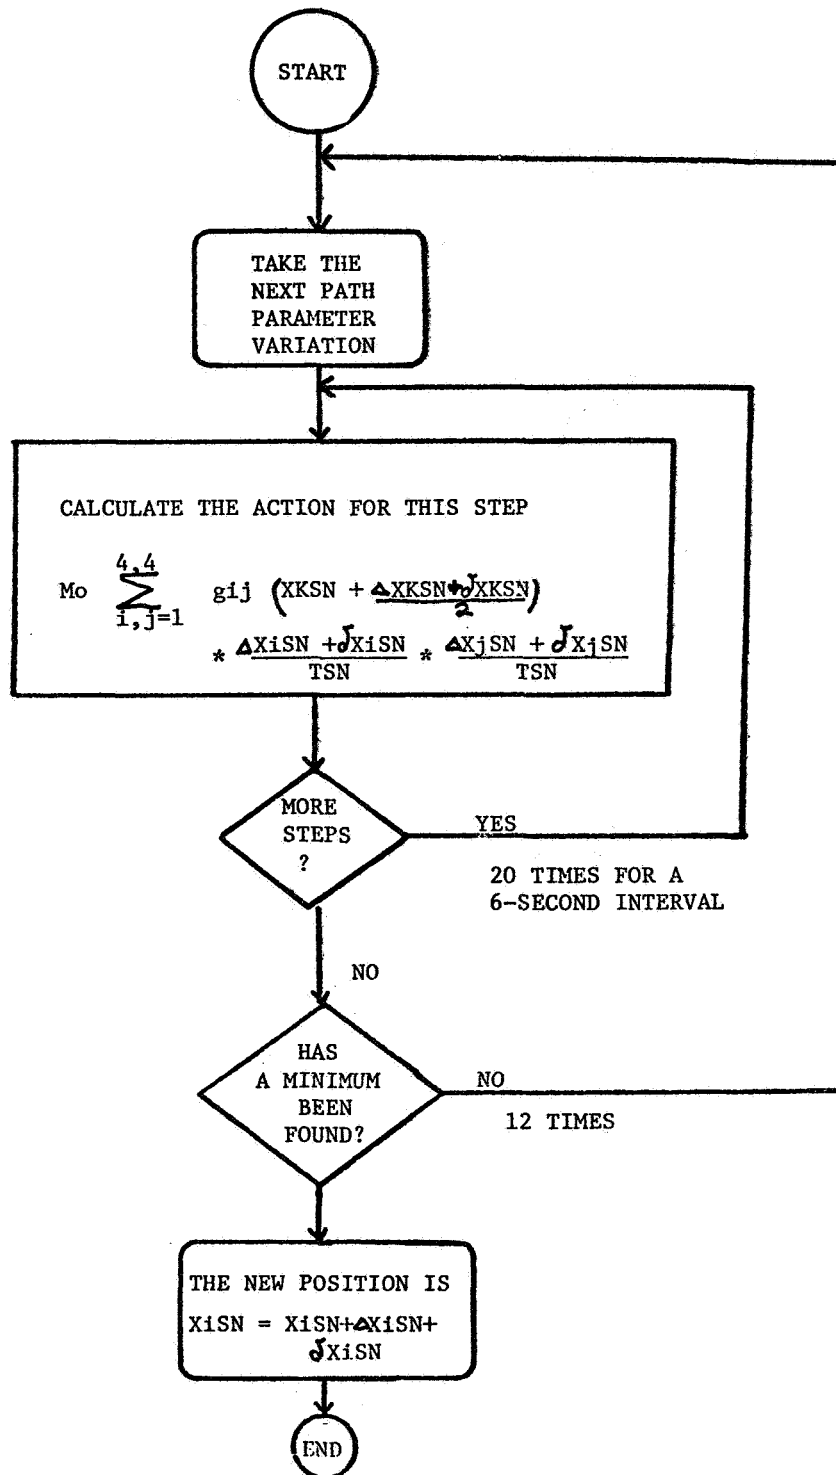 START
TAKE THE
NEXT PATH
PARAMETER
VARIATION
CALCULATE THE ACTION FOR THIS STEP
4,4
Mo ∑ gij (XKSN + ΔXKSN+δXKSN)
i,j=1 2
* ΔXiSN +δXiSN * ΔXjSN + δXjSN
TSN TSN
MORE
STEPS
?
YES
20 TIMES FOR A
6-SECOND INTERVAL
NO
HAS
A MINIMUM
BEEN
FOUND?
NO
12 TIMES
THE NEW POSITION IS
XiSN = XiSN+ΔXiSN+
δXiSN
END